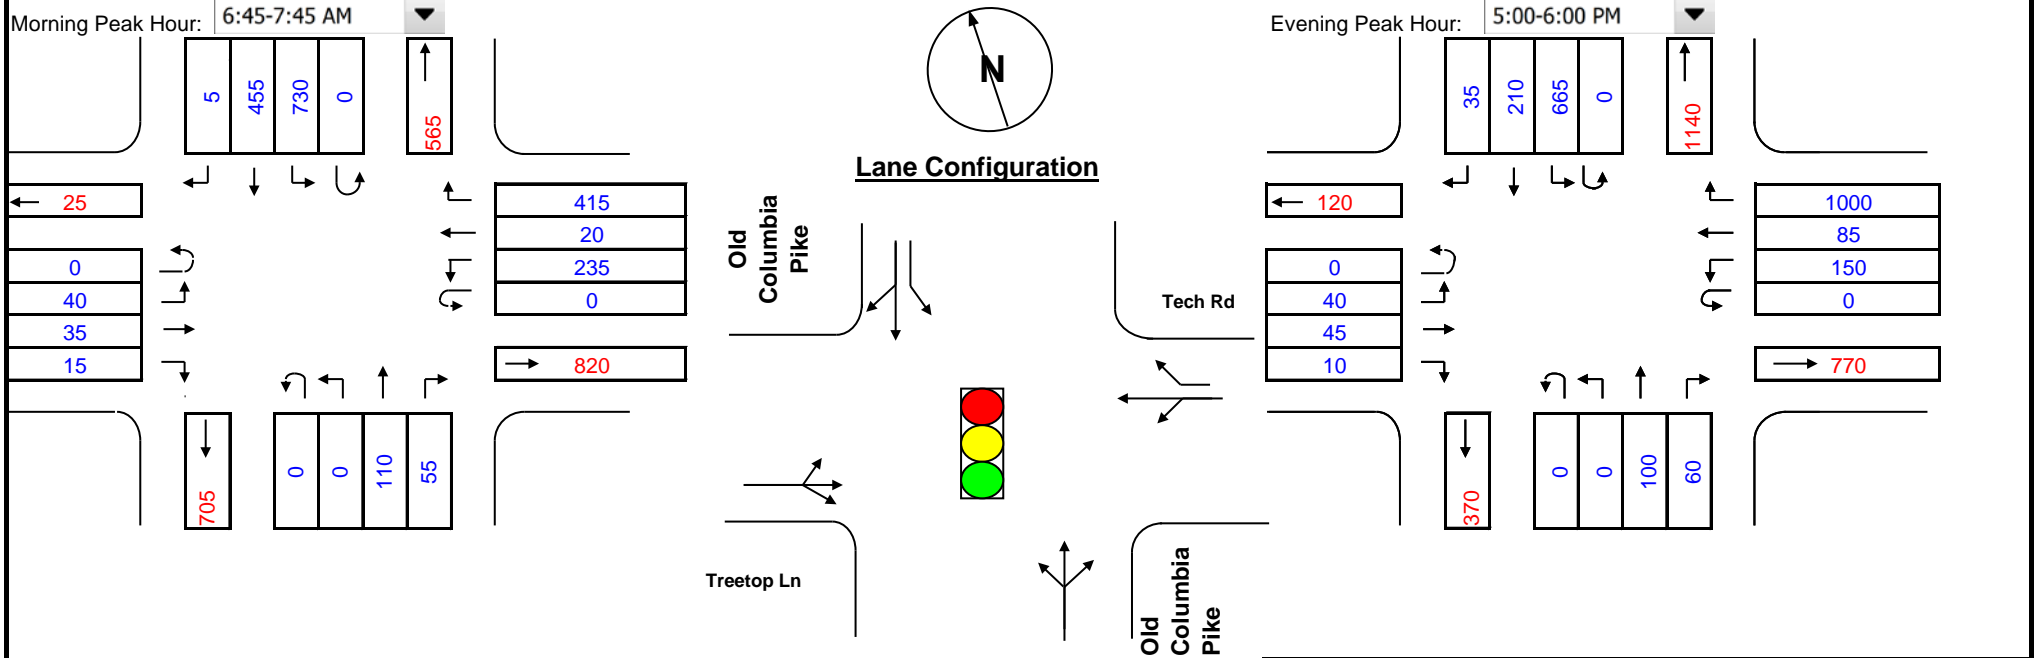 Morning Peak Hour: 6:45-7:45 AM
5 455 730 0 565
25
0
40
35
15
415
20
235
0
820
705 0 0 110 55
N
Lane Configuration
Old
Columbia
Pike
Tech Rd
Treetop Ln
Old
Columbia
Pike
Evening Peak Hour: 5:00-6:00 PM
35 210 665 0 1140
120
0
40
45
10
1000
85
150
0
770
370 0 0 100 60